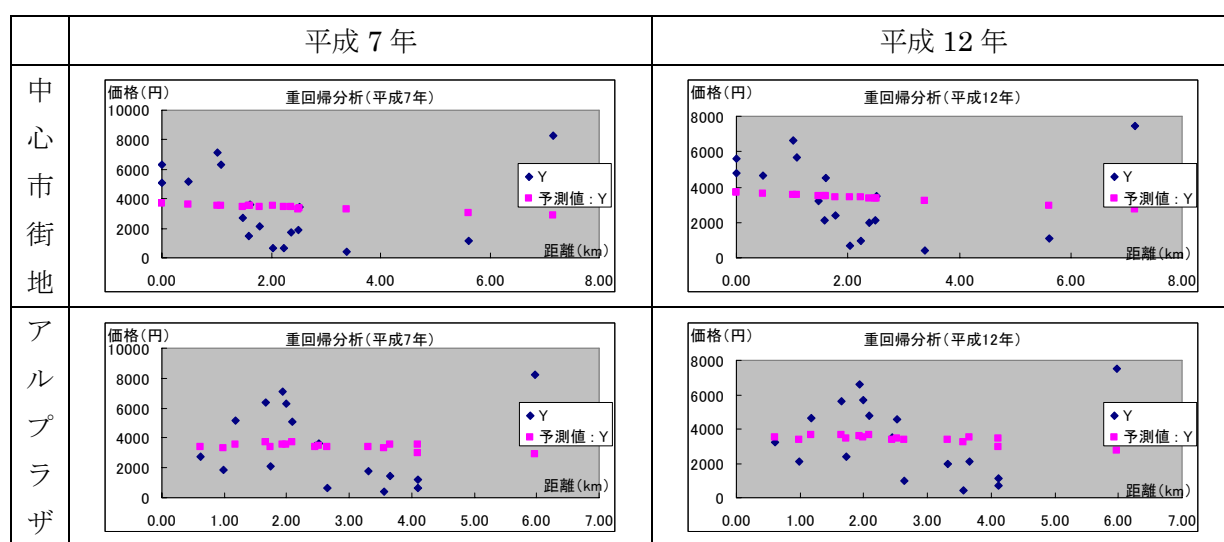 平成 7 年
平成 12 年
中心市街地
価格(円)
重回帰分析(平成7年)
10000
8000
6000
4000
2000
0
0.00 2.00 4.00 6.00 8.00
距離(km)
Y
予測値 : Y
価格(円)
重回帰分析(平成12年)
8000
6000
4000
2000
0
0.00 2.00 4.00 6.00 8.00
距離(km)
Y
予測値 : Y
アルプラザ
価格(円)
重回帰分析(平成7年)
10000
8000
6000
4000
2000
0
0.00 1.00 2.00 3.00 4.00 5.00 6.00 7.00
距離(km)
Y
予測値 : Y
価格(円)
重回帰分析(平成12年)
8000
6000
4000
2000
0
0.00 1.00 2.00 3.00 4.00 5.00 6.00 7.00
距離(km)
Y
予測値 : Y